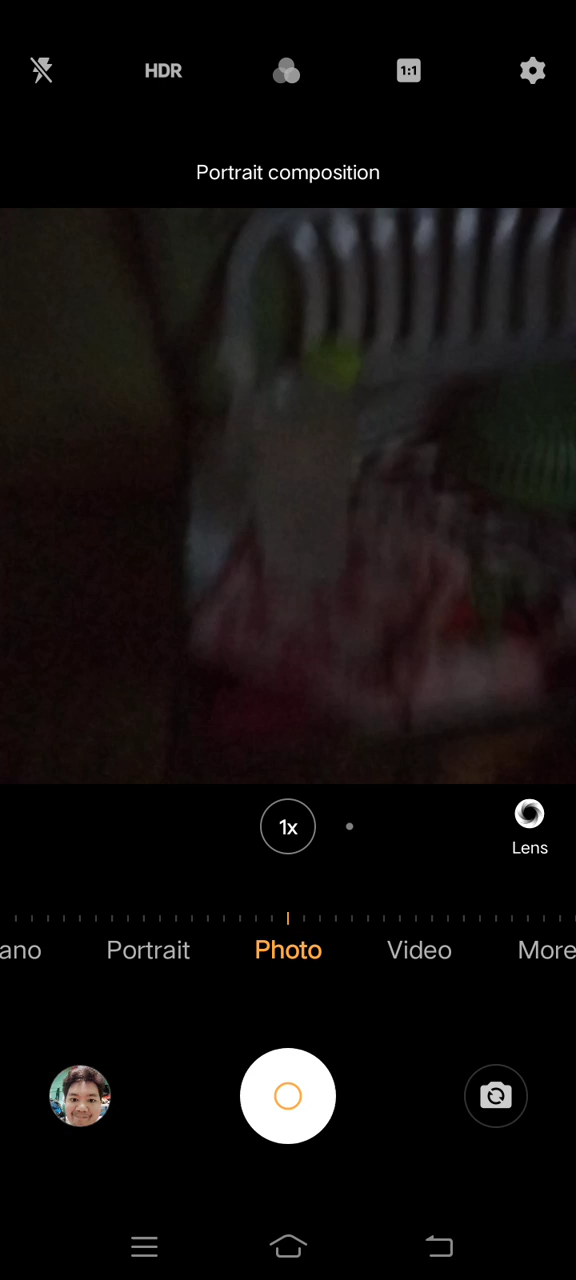 HDR
1:1
Portrait composition
1x
Lens
ano Portrait Photo Video More